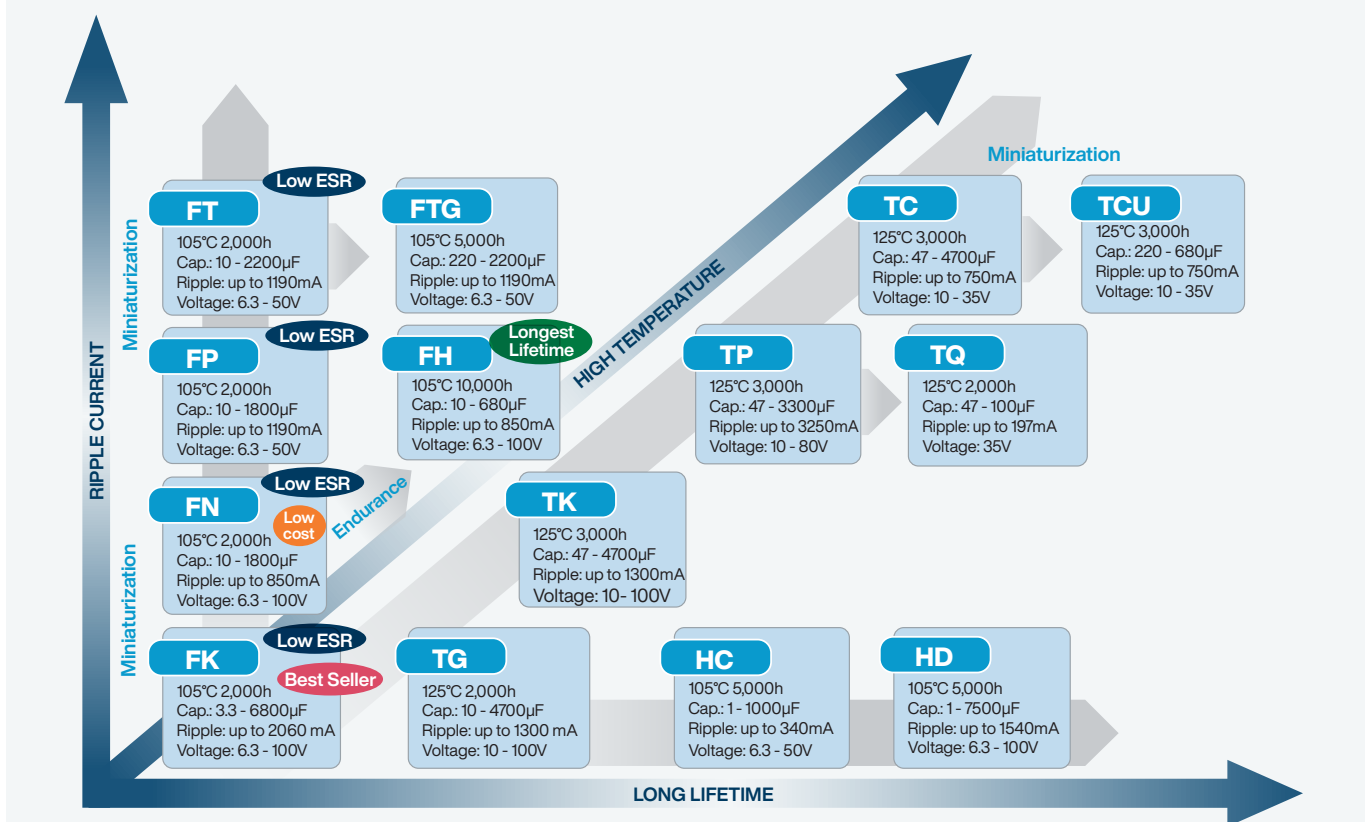 Low ESR
FT
105°C 2,000h
Cap.: 10 - 2200µF
Ripple: up to 1190mA
Voltage: 6.3 - 50V
FTG
105°C 5,000h
Cap.: 220 - 2200µF
Ripple: up to 1190mA
Voltage: 6.3 - 50V
Miniaturization
TC
125°C 3,000h
Cap.: 47 - 4700µF
Ripple: up to 750mA
Voltage: 10 - 35V
TCU
125°C 3,000h
Cap.: 220 - 680µF
Ripple: up to 750mA
Voltage: 10 - 35V
Miniaturization
HIGH TEMPERATURE
RIPPLE CURRENT
Low ESR
FP
105°C 2,000h
Cap.: 10 - 1800µF
Ripple: up to 1190mA
Voltage: 6.3 - 50V
Longest
Lifetime
FH
105°C 10,000h
Cap.: 10 - 680µF
Ripple: up to 850mA
Voltage: 6.3 - 100V
TP
125°C 3,000h
Cap.: 47 - 3300µF
Ripple: up to 3250mA
Voltage: 10 - 80V
TQ
125°C 2,000h
Cap.: 47 - 100µF
Ripple: up to 197mA
Voltage: 35V
Low ESR
FN
Low
cost
105°C 2,000h
Cap.: 10 - 1800µF
Ripple: up to 850mA
Voltage: 6.3 - 100V
Endurance
TK
125°C 3,000h
Cap.: 47 - 4700µF
Ripple: up to 1300mA
Voltage: 10- 100V
Miniaturization
Low ESR
FK
Best Seller
105°C 2,000h
Cap.: 3.3 - 6800µF
Ripple: up to 2060 mA
Voltage: 6.3 - 100V
TG
125°C 2,000h
Cap.: 10 - 4700µF
Ripple: up to 1300 mA
Voltage: 10 - 100V
HC
105°C 5,000h
Cap.: 1 - 1000µF
Ripple: up to 340mA
Voltage: 6.3 - 50V
HD
105°C 5,000h
Cap.: 1 - 7500µF
Ripple: up to 1540mA
Voltage: 6.3 - 100V
LONG LIFETIME